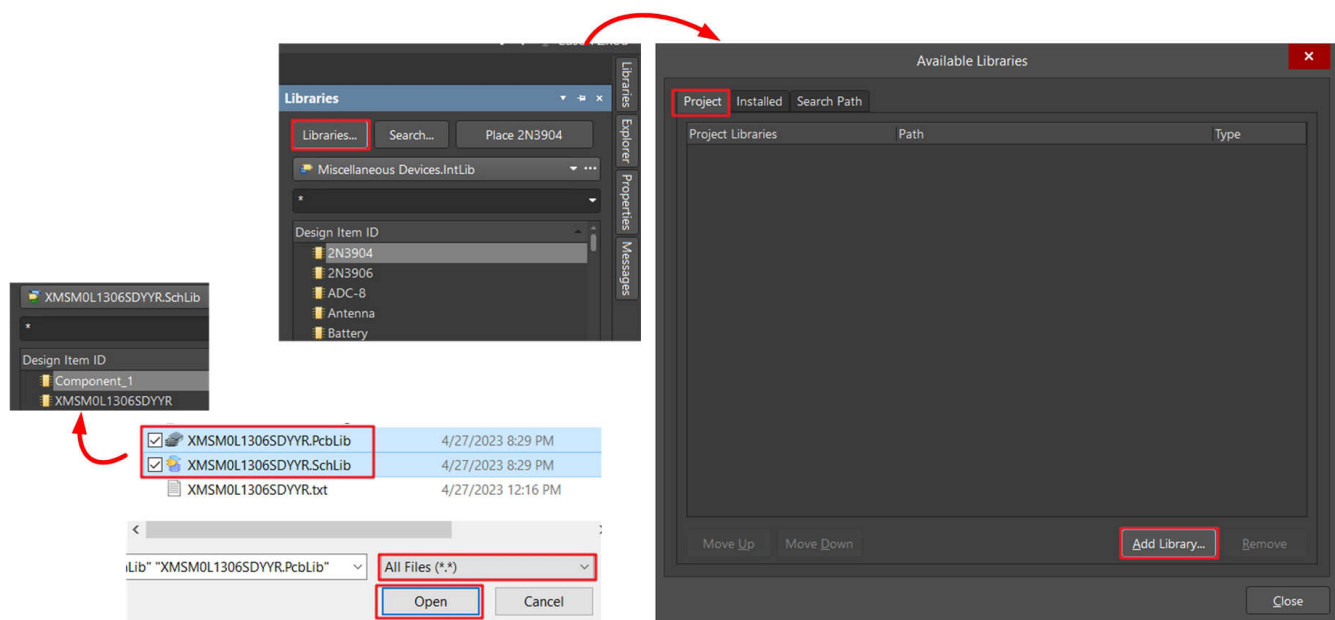 Libraries
Libraries...
Search...
Place 2N3904
Miscellaneous Devices.IntLib
*
Design Item ID
2N3904
2N3906
ADC-8
Antenna
Battery
Libraries
Explorer
Properties
Messages
Available Libraries
Project
Installed
Search Path
Project Libraries
Path
Type
Move Up
Move Down
Add Library...
Remove
Close
XMSM0L1306SDYYR.SchLib
*
Design Item ID
Component_1
XMSM0L1306SDYYR
XMSM0L1306SDYYR.PcbLib 4/27/2023 8:29 PM
XMSM0L1306SDYYR.SchLib 4/27/2023 8:29 PM
XMSM0L1306SDYYR.txt 4/27/2023 12:16 PM
Lib" "XMSM0L1306SDYYR.PcbLib"
All Files (*.*)
Open
Cancel